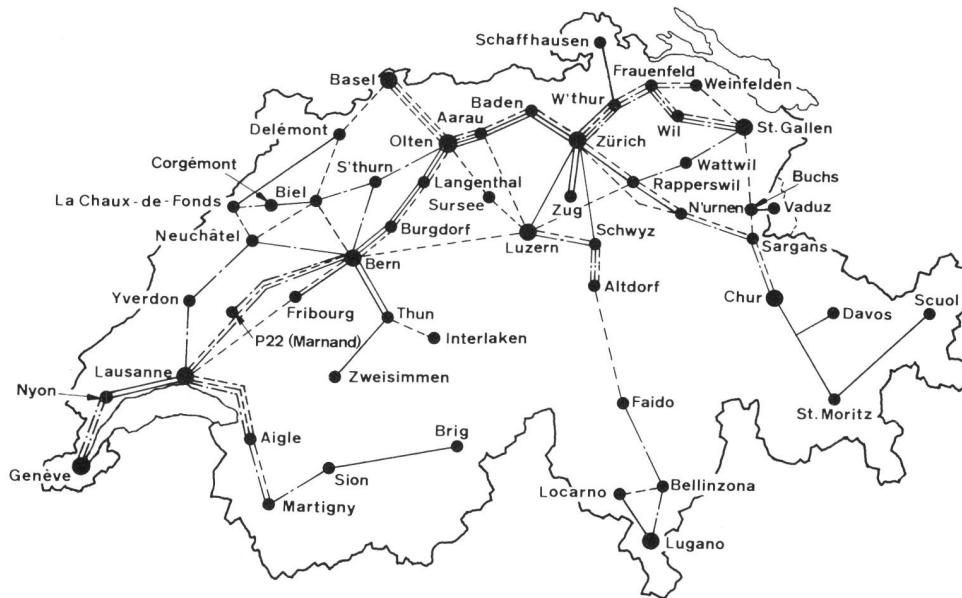 Schaffhausen
Basel
Frauenfeld
Weinfelden
Baden
W'thur
Aarau
Delémont
Olten
Zürich
Wil
St. Gallen
Corgémont
S'thurn
Wattwil
Biel
Langenthal
Rapperswil
Buchs
La Chaux-de-Fonds
Sursee
Zug
N'urnen
Vaduz
Neuchâtel
Burgdorf
Luzern
Schwyz
Sargans
Bern
Altdorf
Yverdon
Fribourg
Thun
Chur
Davos
Scuol
P22 (Marnand)
Interlaken
Lausanne
Zweisimmen
Nyon
Faido
St. Moritz
Aigle
Brig
Genève
Sion
Locarno
Bellinzona
Martigny
Lugano